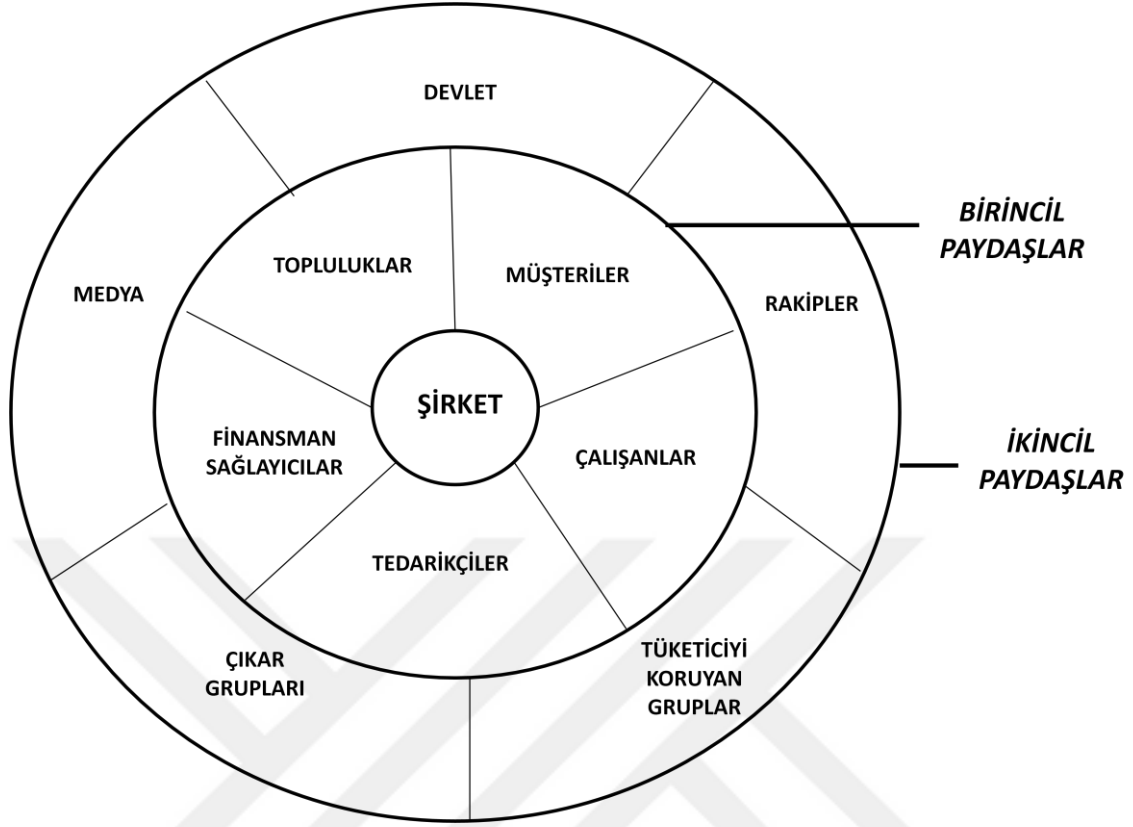 DEVLET
BİRİNCİL
PAYDAŞLAR
TOPLULUKLAR
MÜŞTERİLER
MEDYA
RAKİPLER
ŞİRKET
FİNANSMAN
SAĞLAYICILAR
ÇALIŞANLAR
İKİNCİL
PAYDAŞLAR
TEDARİKÇİLER
ÇIKAR
GRUPLARI
TÜKETİCİYİ
KORUYAN
GRUPLAR